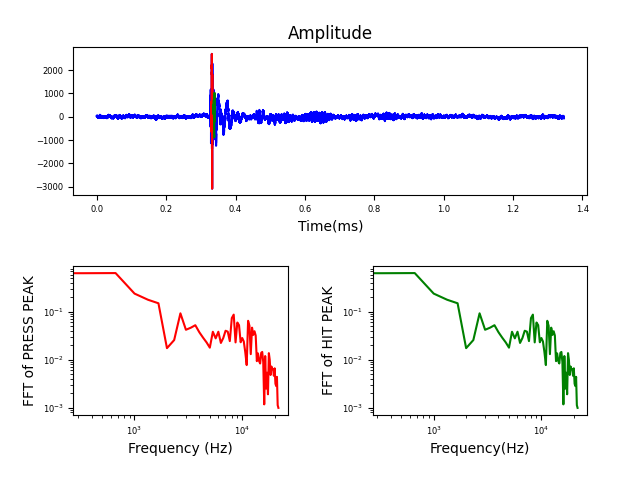 Amplitude
2000
1000
0
−1000
−2000
−3000
0.0 0.2 0.4 0.6 0.8 1.0 1.2 1.4
Time(ms)
FFT of PRESS PEAK
10⁻¹
10⁻²
10⁻³
10³ 10⁴
Frequency (Hz)
FFT of HIT PEAK
10⁻¹
10⁻²
10⁻³
10³ 10⁴
Frequency(Hz)